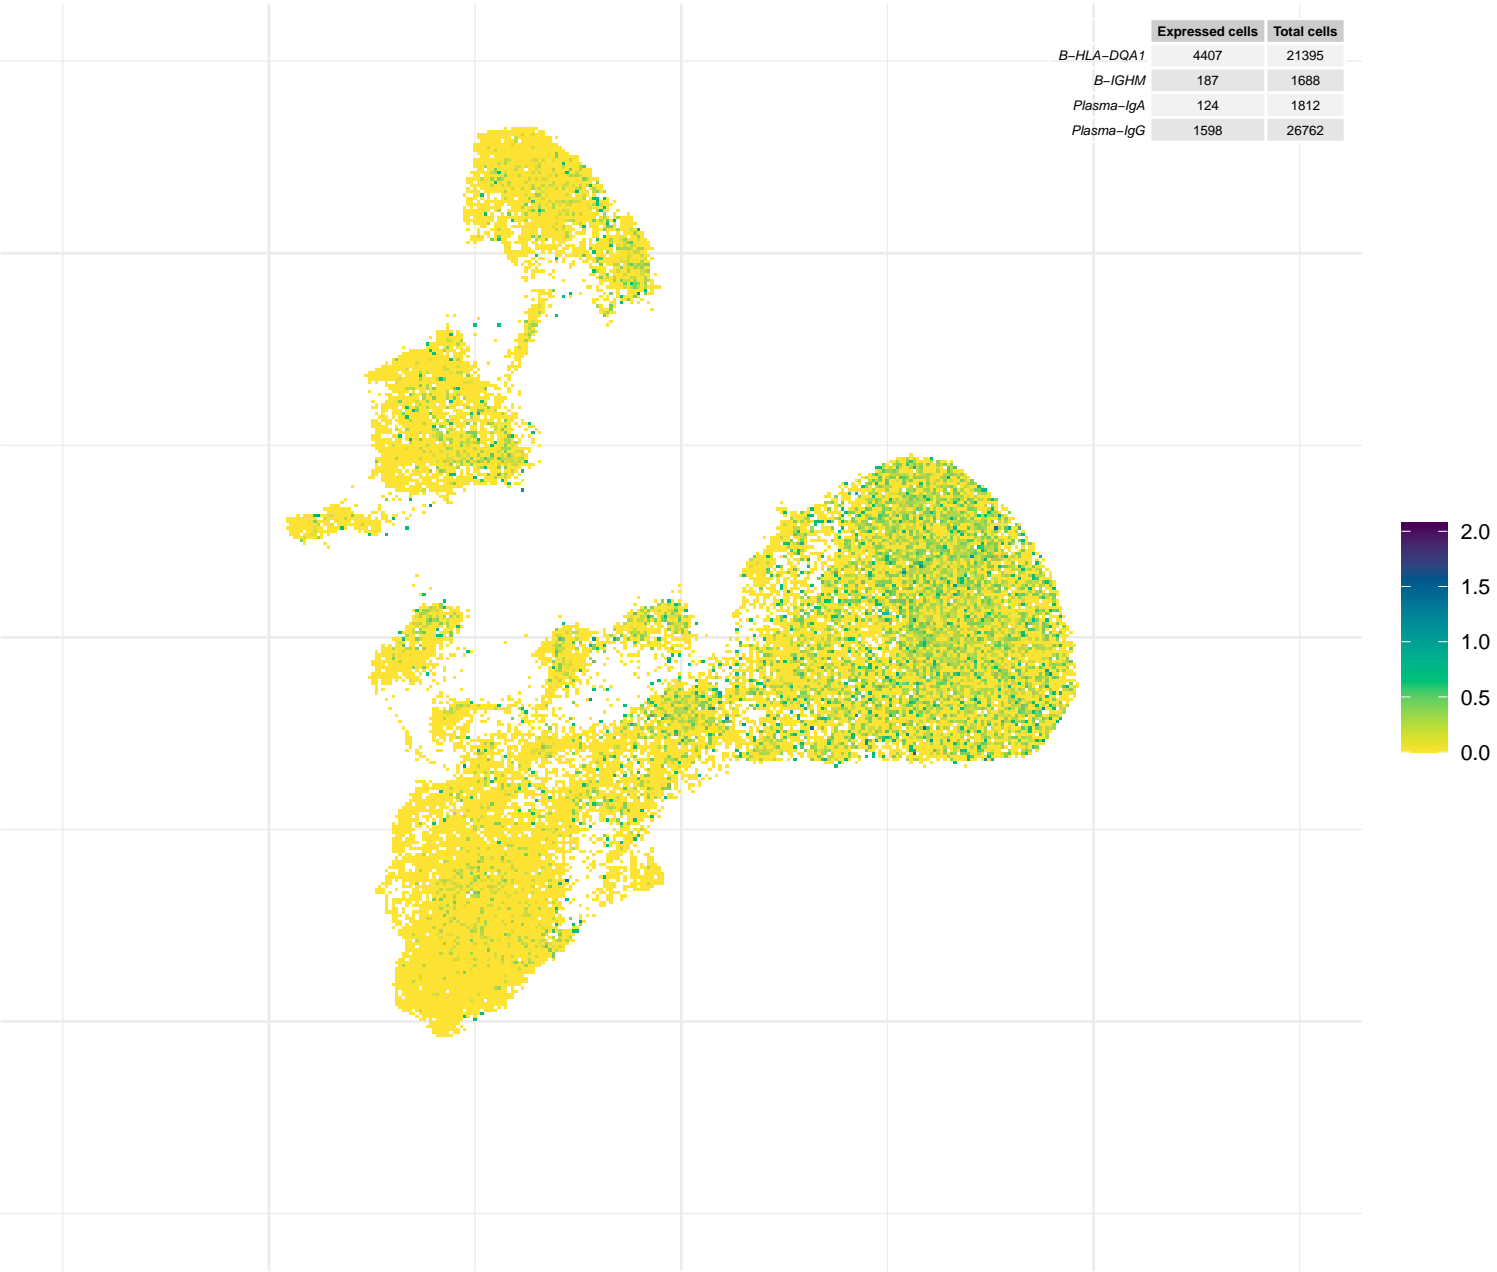 Expressed cells Total cells
B−HLA−DQA1 4407 21395
B−IGHM 187 1688
Plasma−IgA 124 1812
Plasma−IgG 1598 26762
2.0
1.5
1.0
0.5
0.0